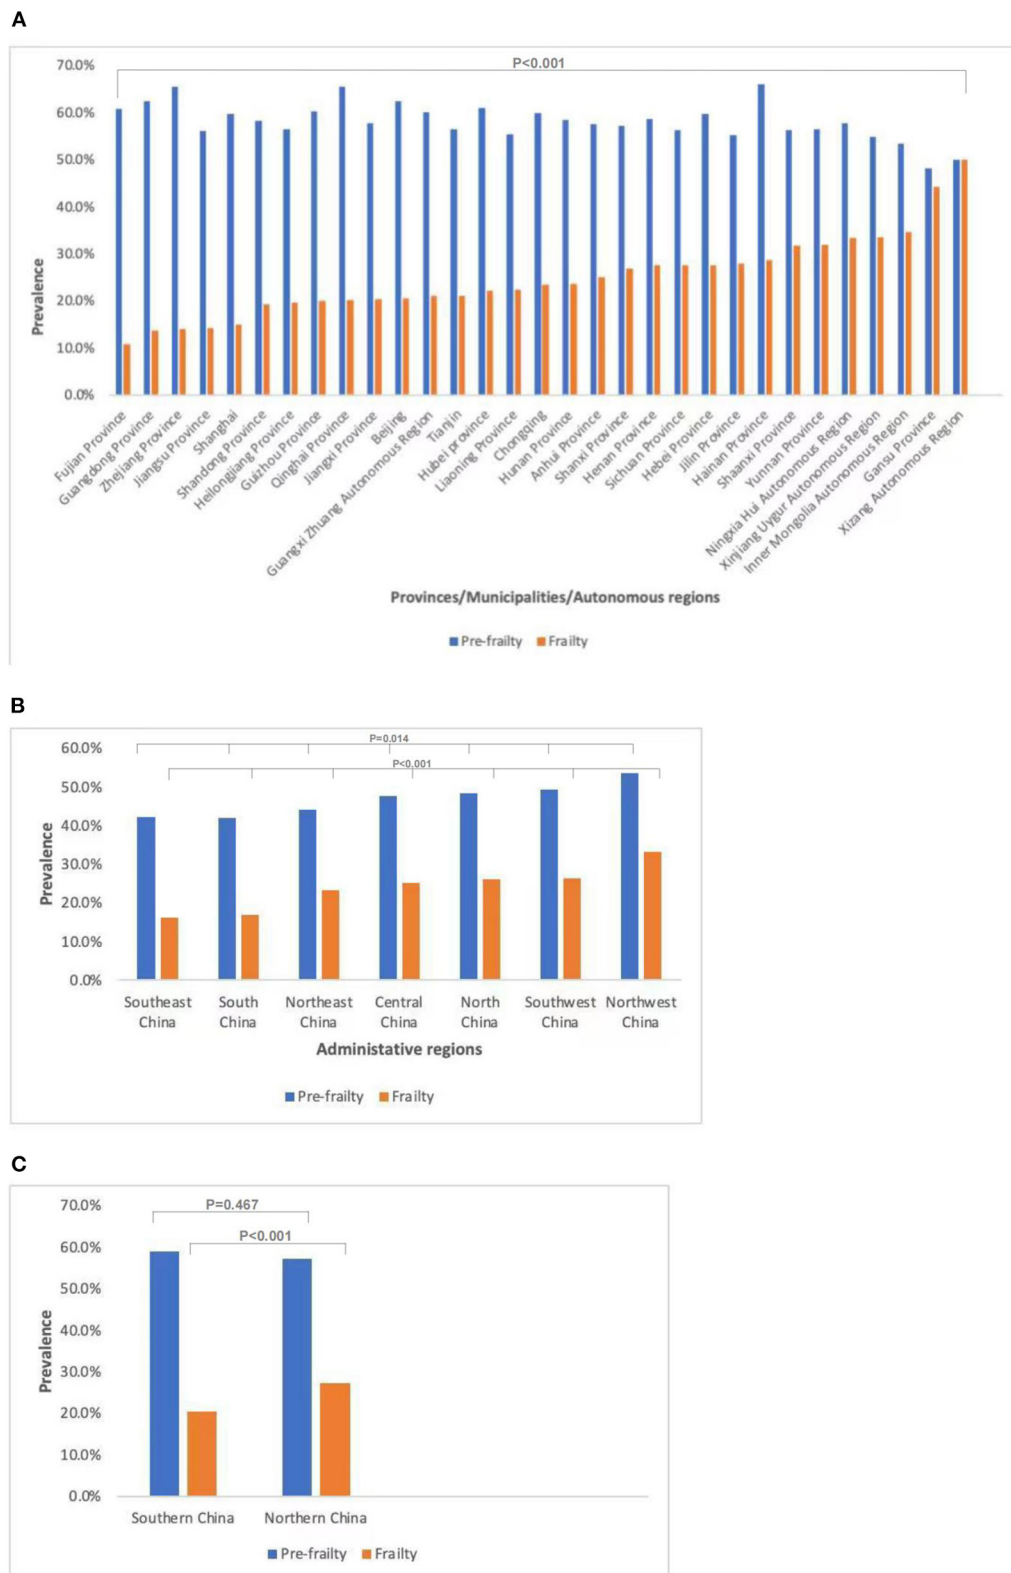 A
P<0.001
70.0%
60.0%
50.0%
40.0%
30.0%
20.0%
10.0%
0.0%
Prevalence
Fujian Province
Guangdong Province
Zhejiang Province
Jiangsu Province
Shanghai
Shandong Province
Heilongjiang Province
Guizhou Province
Qinghai Province
Jiangxi Province
Beijing
Guangxi Zhuang Autonomous Region
Tianjin
Hubei province
Liaoning Province
Chongqing
Hunan Province
Anhui Province
Shanxi Province
Henan Province
Sichuan Province
Hebei Province
Jilin Province
Hainan Province
Shaanxi Province
Yunnan Province
Ningxia Hui Autonomous Region
Xinjiang Uygur Autonomous Region
Inner Mongolia Autonomous Region
Gansu Province
Xizang Autonomous Region
Provinces/Municipalities/Autonomous regions
Pre-frailty Frailty
B
P=0.014
P<0.001
60.0%
50.0%
40.0%
30.0%
20.0%
10.0%
0.0%
Prevalence
Southeast China
South China
Northeast China
Central China
North China
Southwest China
Northwest China
Administative regions
Pre-frailty Frailty
C
P=0.467
P<0.001
70.0%
60.0%
50.0%
40.0%
30.0%
20.0%
10.0%
0.0%
Prevalence
Southern China Northern China
Pre-frailty Frailty